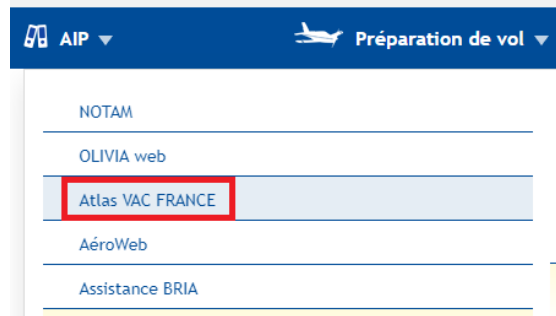 AIP ▼ Préparation de vol ▼
NOTAM
OLIVIA web
Atlas VAC FRANCE
AéroWeb
Assistance BRIA